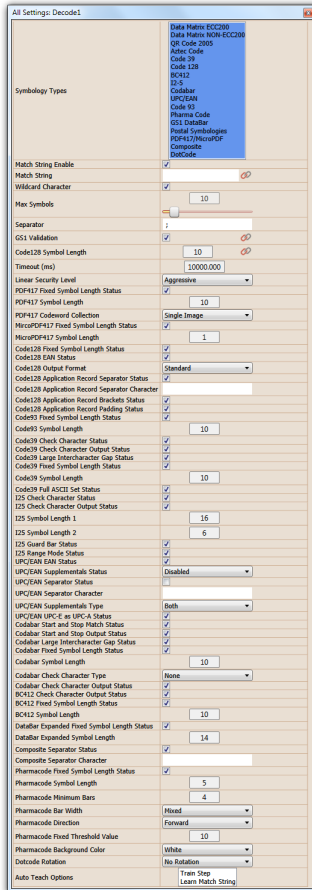 All Settings: Decode1
Symbology Types
Data Matrix ECC200
Data Matrix NON-ECC200
QR Code 2005
Aztec Code
Code 39
Code 128
BC412
I2-5
Codabar
UPC/EAN
Code 93
Pharma Code
GS1 DataBar
Postal Symbologies
PDF417/MicroPDF
Composite
DotCode
Match String Enable
Match String
Wildcard Character
Max Symbols 10
Separator ;
GS1 Validation
Code128 Symbol Length 10
Timeout (ms) 10000.000
Linear Security Level Aggressive
PDF417 Fixed Symbol Length Status
PDF417 Symbol Length 10
PDF417 Codeword Collection Single Image
MircoPDF417 Fixed Symbol Length Status
MicroPDF417 Symbol Length 1
Code128 Fixed Symbol Length Status
Code128 EAN Status
Code128 Output Format Standard
Code128 Application Record Separator Status
Code128 Application Record Separator Character
Code128 Application Record Brackets Status
Code128 Application Record Padding Status
Code93 Fixed Symbol Length Status
Code93 Symbol Length 10
Code39 Check Character Status
Code39 Check Character Output Status
Code39 Large Intercharacter Gap Status
Code39 Fixed Symbol Length Status
Code39 Symbol Length 10
Code39 Full ASCII Set Status
I25 Check Character Status
I25 Check Character Output Status
I25 Symbol Length 1 16
I25 Symbol Length 2 6
I25 Guard Bar Status
I25 Range Mode Status
UPC/EAN EAN Status
UPC/EAN Supplementals Status Disabled
UPC/EAN Separator Status
UPC/EAN Separator Character
UPC/EAN Supplementals Type Both
UPC/EAN UPC-E as UPC-A Status
Codabar Start and Stop Match Status
Codabar Start and Stop Output Status
Codabar Large Intercharacter Gap Status
Codabar Fixed Symbol Length Status
Codabar Symbol Length 10
Codabar Check Character Type None
Codabar Check Character Output Status
BC412 Check Character Output Status
BC412 Fixed Symbol Length Status
BC412 Symbol Length 10
DataBar Expanded Fixed Symbol Length Status
DataBar Expanded Symbol Length 14
Composite Separator Status
Composite Separator Character
Pharmacode Fixed Symbol Length Status
Pharmacode Symbol Length 5
Pharmacode Minimum Bars 4
Pharmacode Bar Width Mixed
Pharmacode Direction Forward
Pharmacode Fixed Threshold Value 10
Pharmacode Background Color White
Dotcode Rotation No Rotation
Auto Teach Options
Train Step
Learn Match String